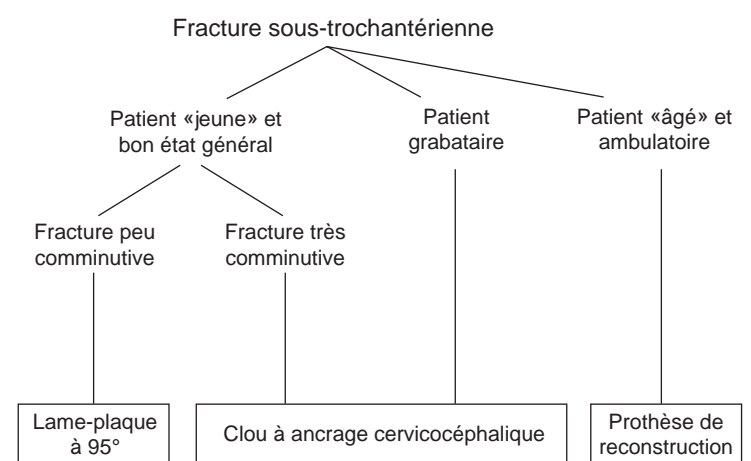 Fracture sous-trochantérienne
Patient «jeune» et
bon état général
Patient
grabataire
Patient «âgé» et
ambulatoire
Fracture peu
comminutive
Fracture très
comminutive
Lame-plaque
à 95°
Clou à ancrage cervicocéphalique
Prothèse de
reconstruction